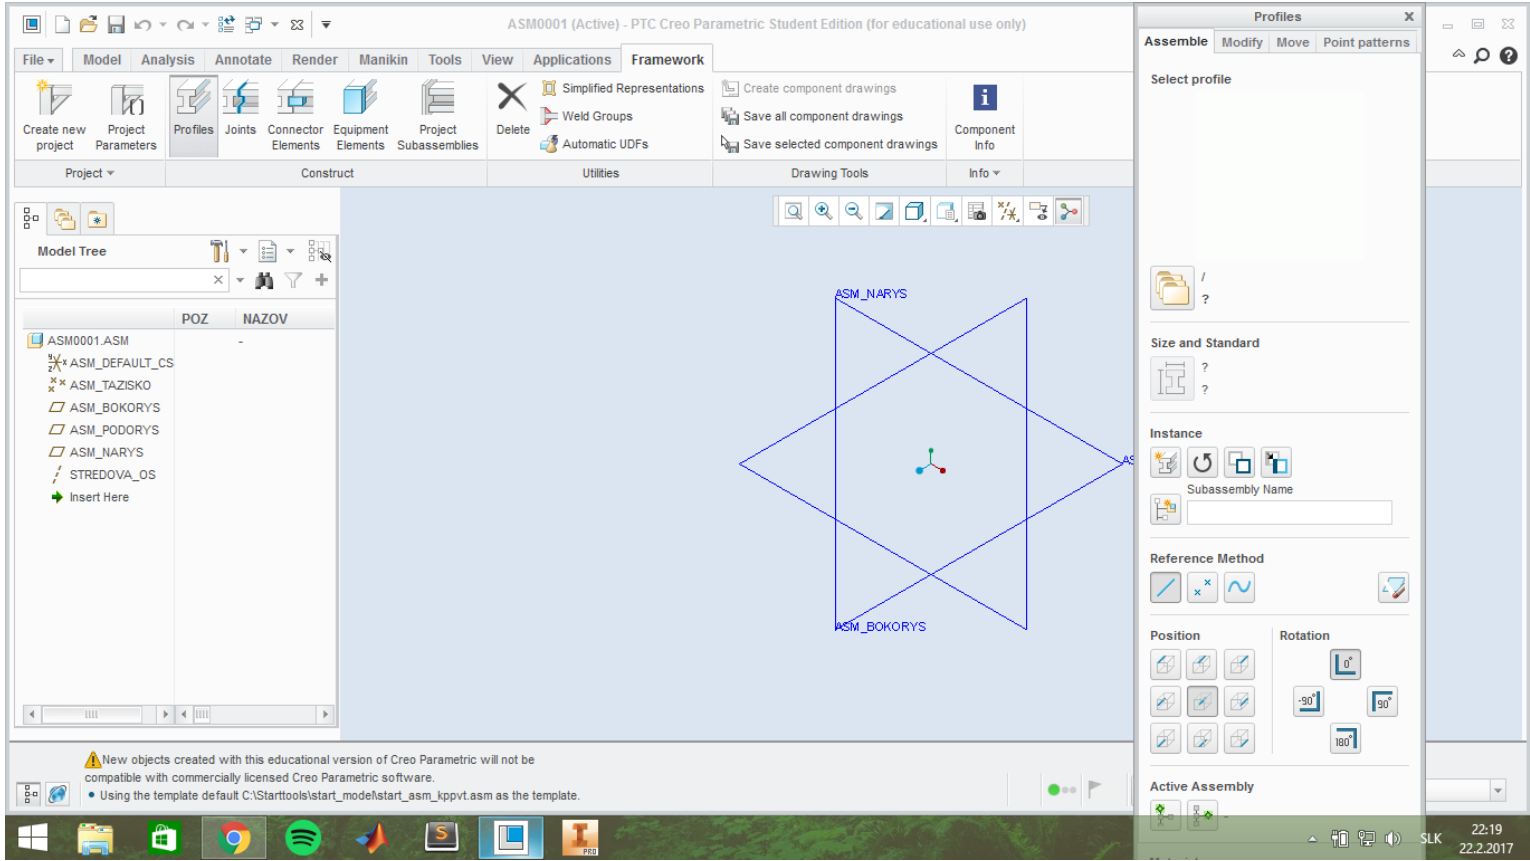 ASM0001 (Active) - PTC Creo Parametric Student Edition (for educational use only)
File Model Analysis Annotate Render Manikin Tools View Applications Framework
Create new project
Project Parameters
Profiles
Joints
Connector Elements
Equipment Elements
Project Subassemblies
Delete
Simplified Representations
Weld Groups
Automatic UDFs
Create component drawings
Save all component drawings
Save selected component drawings
Component Info
Project
Construct
Utilities
Drawing Tools
Info
Model Tree
POZ NAZOV
ASM0001.ASM -
ASM_DEFAULT_CS
ASM_TAZISKO
ASM_BOKORYS
ASM_PODORYS
ASM_NARYS
STREDOVA_OS
Insert Here
ASM_NARYS
AS
ASM_BOKORYS
New objects created with this educational version of Creo Parametric will not be
compatible with commercially licensed Creo Parametric software.
• Using the template default C:\Starttools\start_model\start_asm_kppvt.asm as the template.
Profiles
Assemble Modify Move Point patterns
Select profile
/
?
Size and Standard
?
?
Instance
Subassembly Name
Reference Method
Position Rotation
0°
-90°
90°
180°
Active Assembly
-
SLK
22:19
22.2.2017